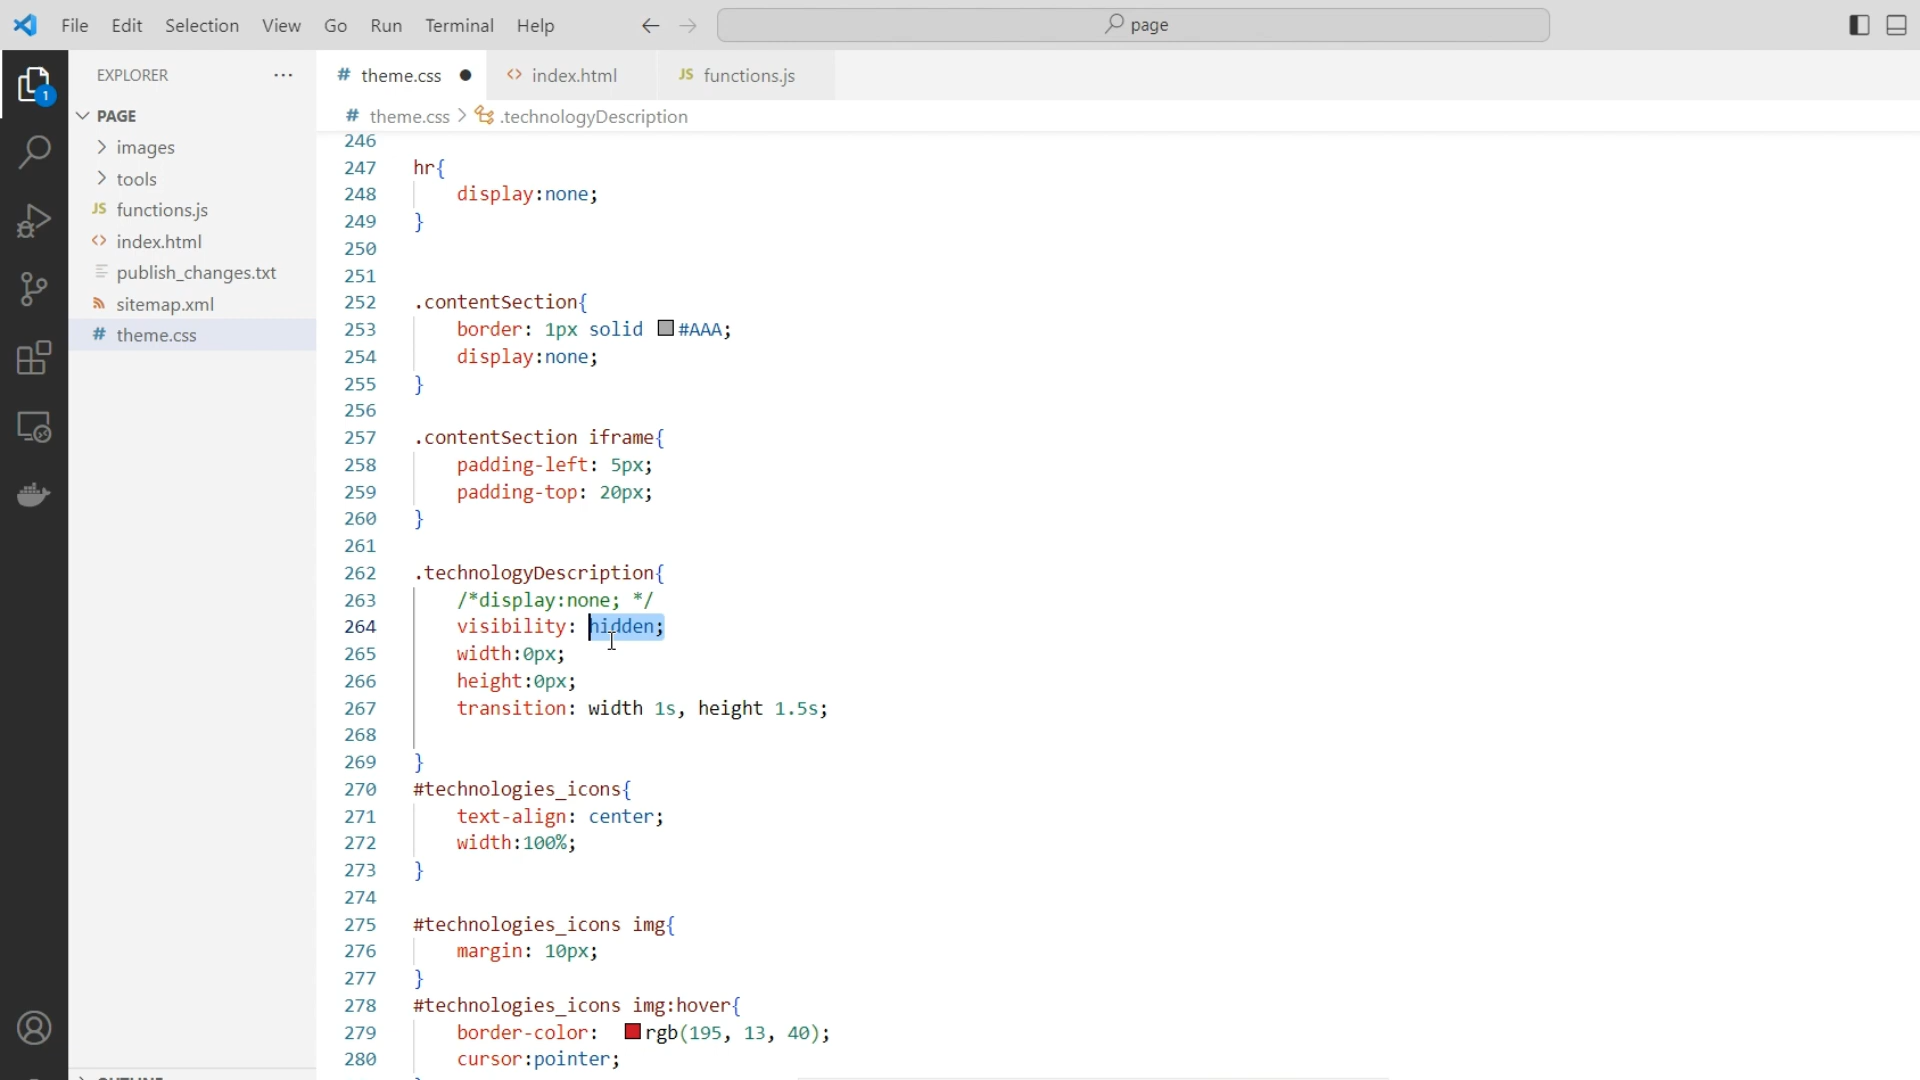 File Edit Selection View Go Run Terminal Help
page
EXPLORER
1
PAGE
images
tools
JS functions.js
<> index.html
publish_changes.txt
sitemap.xml
# theme.css
# theme.css
<> index.html
JS functions.js
# theme.css > .technologyDescription
246
247 hr{
248 display:none;
249 }
250
251
252 .contentSection{
253 border: 1px solid #AAA;
254 display:none;
255 }
256
257 .contentSection iframe{
258 padding-left: 5px;
259 padding-top: 20px;
260 }
261
262 .technologyDescription{
263 /*display:none; */
264 visibility: hidden;
265 width:0px;
266 height:0px;
267 transition: width 1s, height 1.5s;
268
269 }
270 #technologies_icons{
271 text-align: center;
272 width:100%;
273 }
274
275 #technologies_icons img{
276 margin: 10px;
277 }
278 #technologies_icons img:hover{
279 border-color: rgb(195, 13, 40);
280 cursor:pointer;